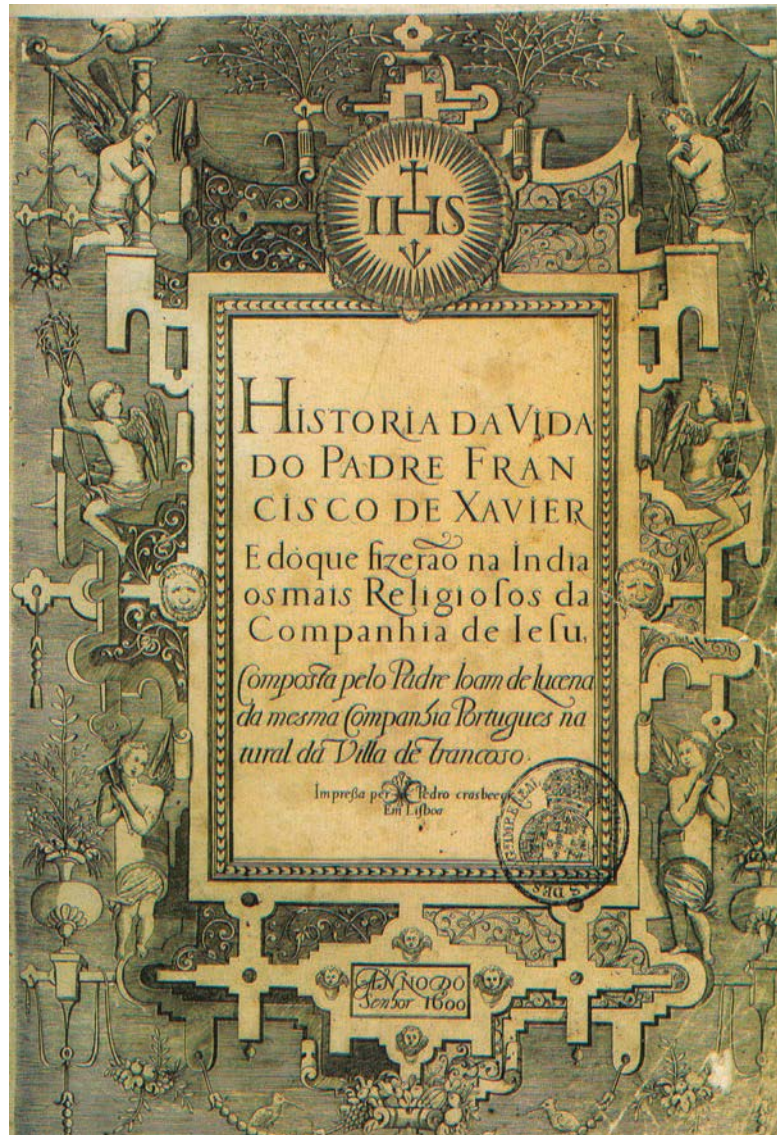 IHS
HISTORIA DA VIDA
DO PADRE FRAN
CISCO DE XAVIER
E do que fizerão na India
os mais Religioſos da
Companhia de Ieſu,
Compoſta pelo Padre Ioam de Lucena
da mesma Companhia Portugues na
tural da Villa de Trancoso.
Impreſſa per Pedro crasbeeck
Em Liſboa
ANNO DO
Senhor 1600